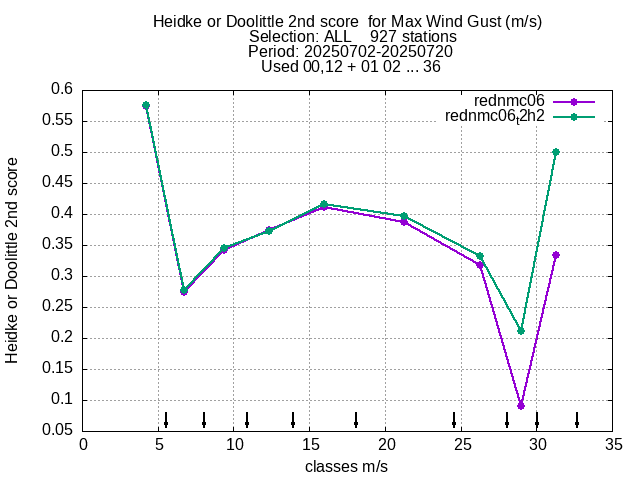 Heidke or Doolittle 2nd score  for Max Wind Gust (m/s)
Selection: ALL    927 stations
Period: 20250702-20250720
Used 00,12 + 01 02 ... 36
rednmc06
rednmc06t2h2
0.6
0.55
0.5
0.45
0.4
0.35
0.3
0.25
0.2
0.15
0.1
0.05
Heidke or Doolittle 2nd score
0 5 10 15 20 25 30 35
classes m/s